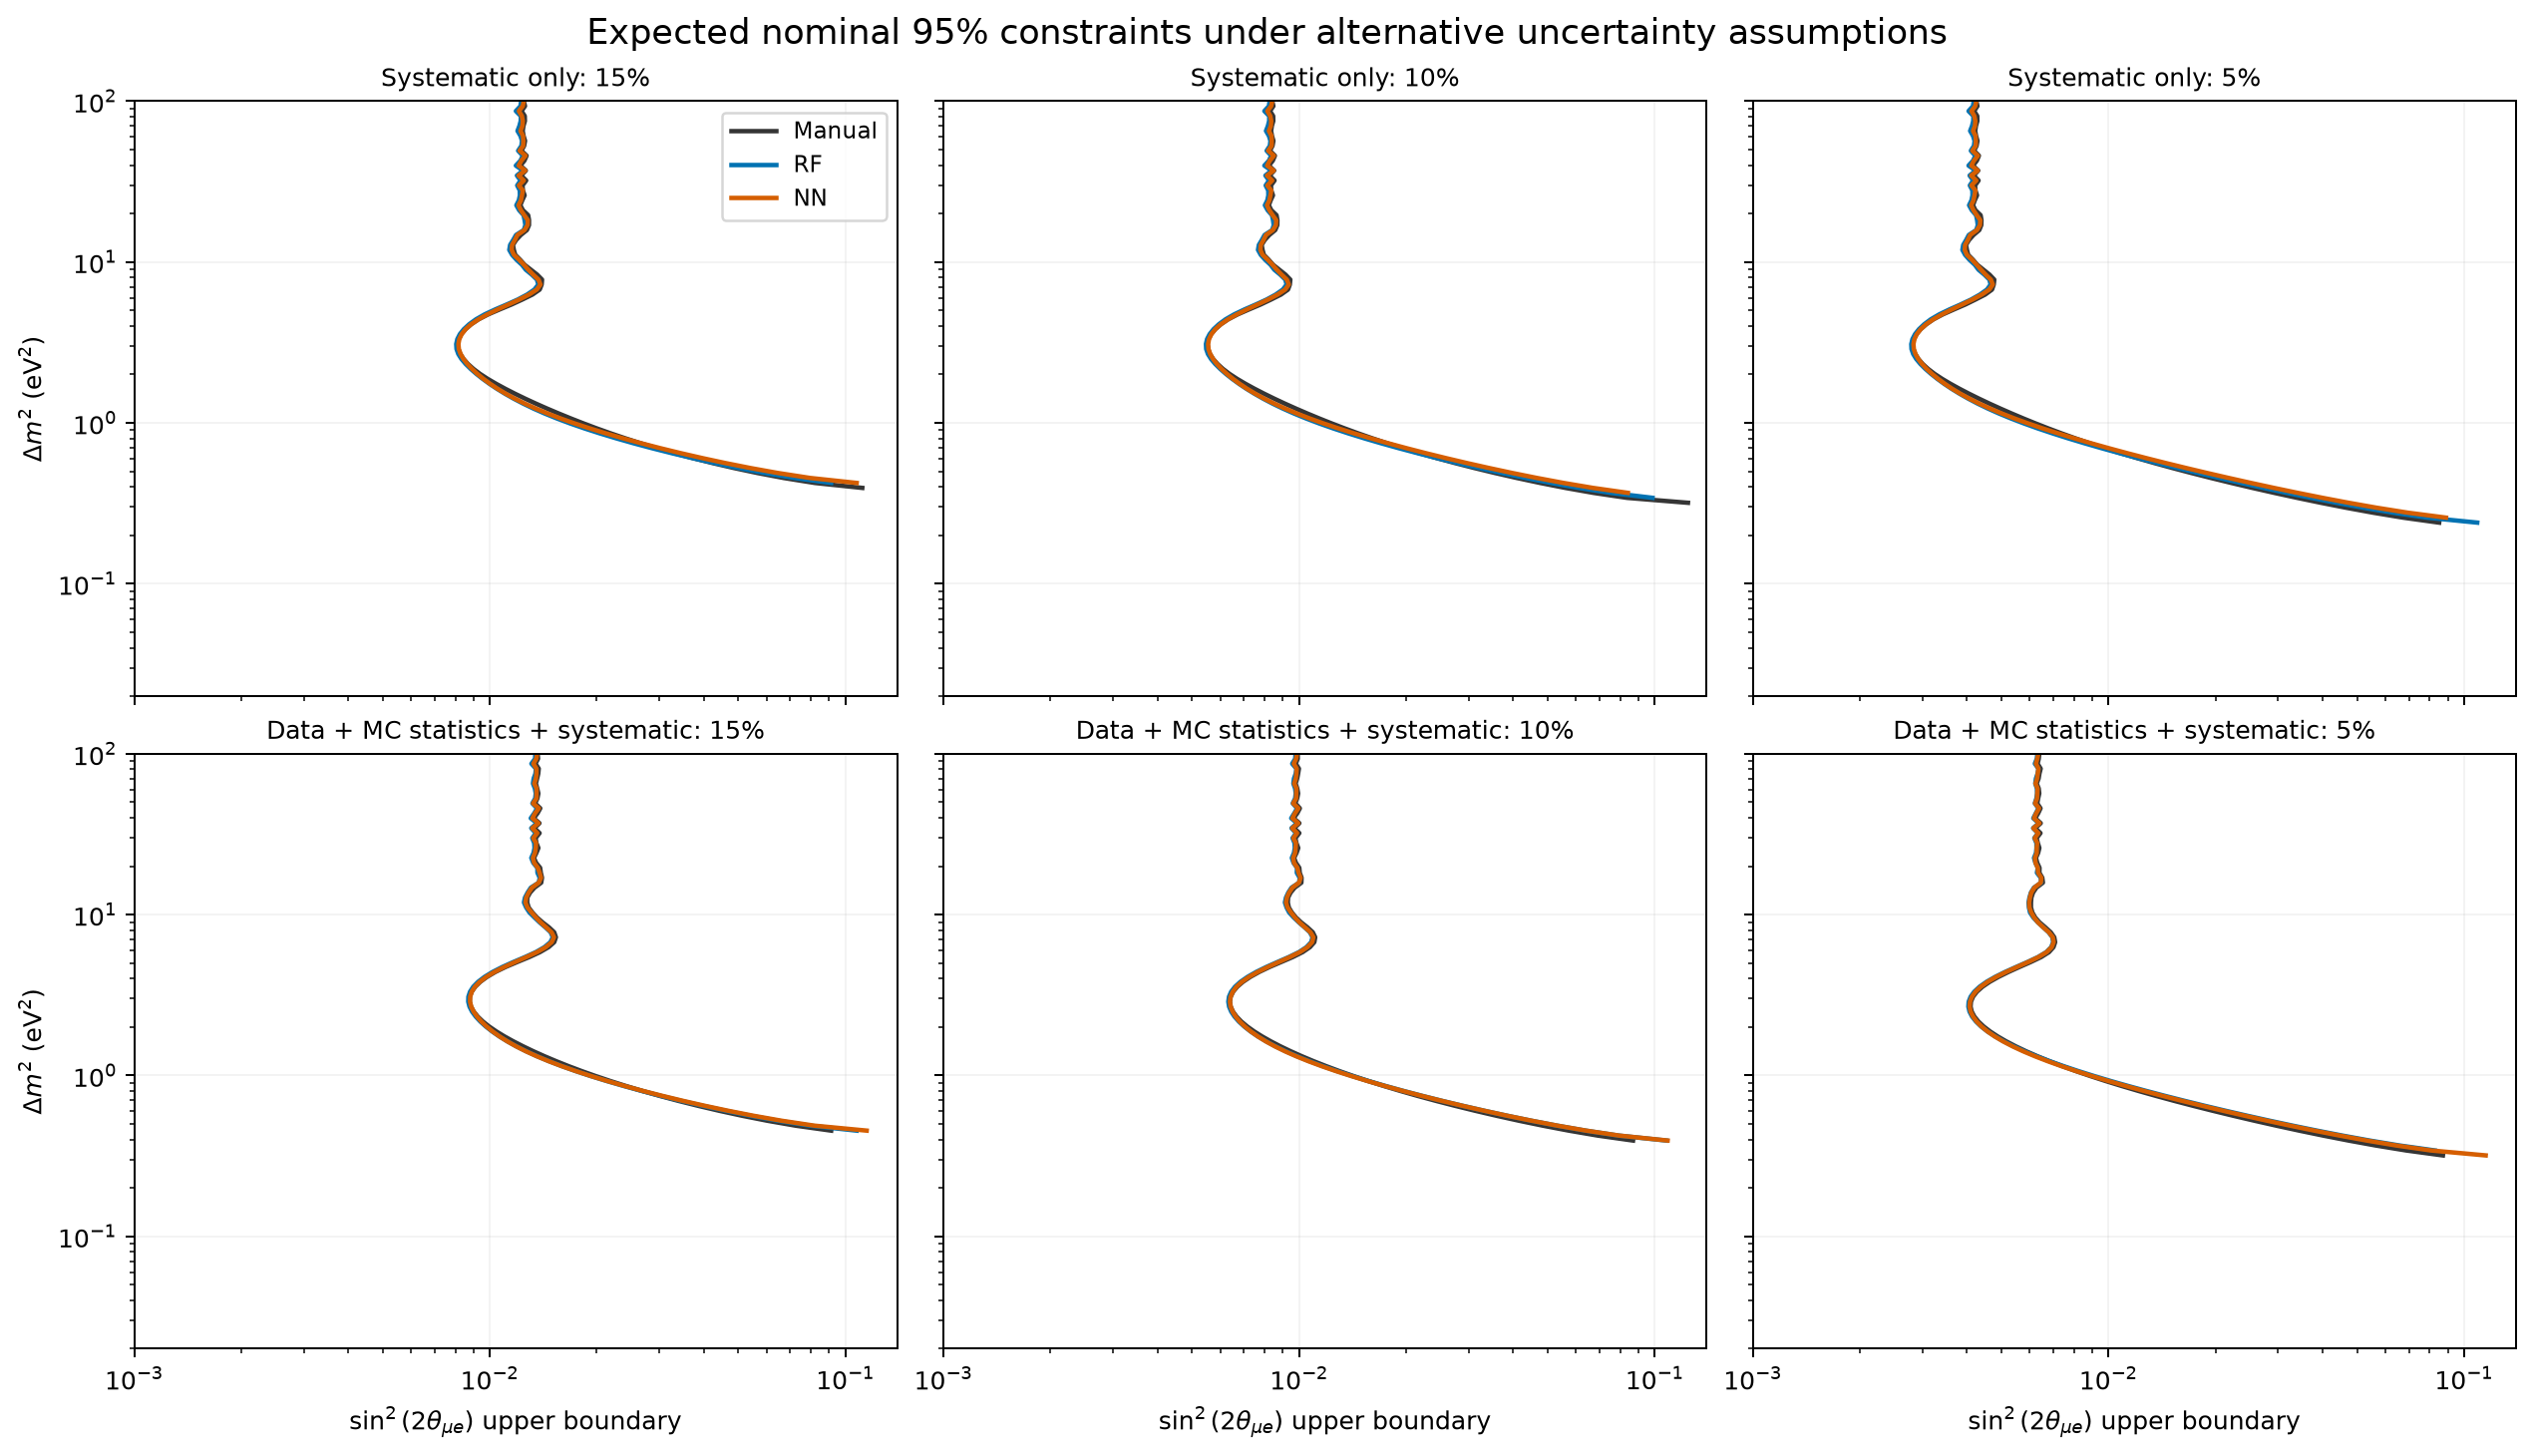 Expected nominal 95% constraints under alternative uncertainty assumptions
Systematic only: 15%
Systematic only: 10%
Systematic only: 5%
Manual
RF
NN
10²
10¹
10⁰
10⁻¹
Δm² (eV²)
Data + MC statistics + systematic: 15%
Data + MC statistics + systematic: 10%
Data + MC statistics + systematic: 5%
10²
10¹
10⁰
10⁻¹
Δm² (eV²)
10⁻³ 10⁻² 10⁻¹
10⁻³ 10⁻² 10⁻¹
10⁻³ 10⁻² 10⁻¹
sin² (2θμe) upper boundary
sin² (2θμe) upper boundary
sin² (2θμe) upper boundary